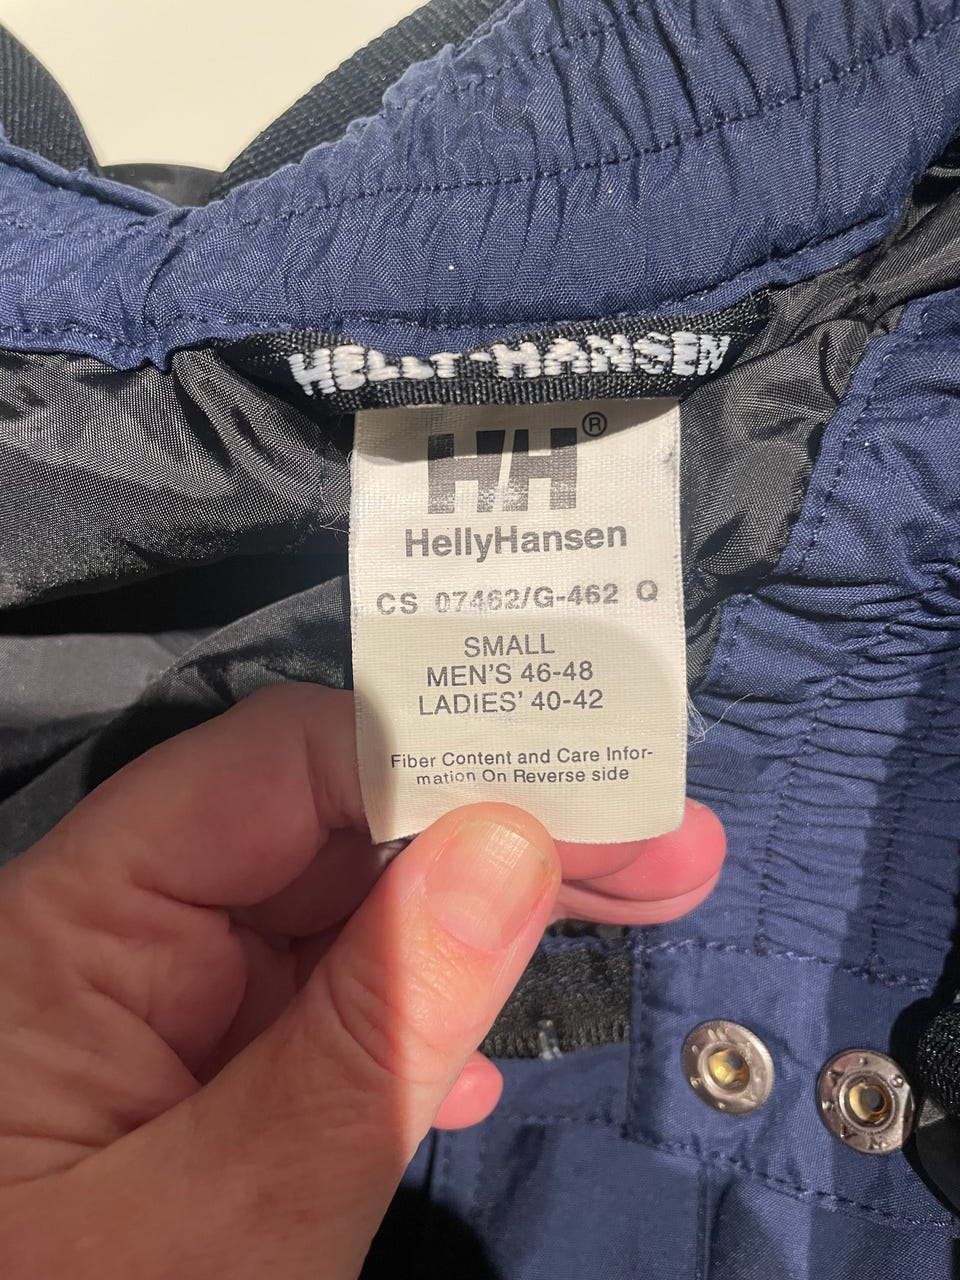 HELLY-HANSEN
HH®
HellyHansen
CS 07462/G-462 Q
SMALL
MEN'S 46-48
LADIES' 40-42
Fiber Content and Care Infor-
mation On Reverse side